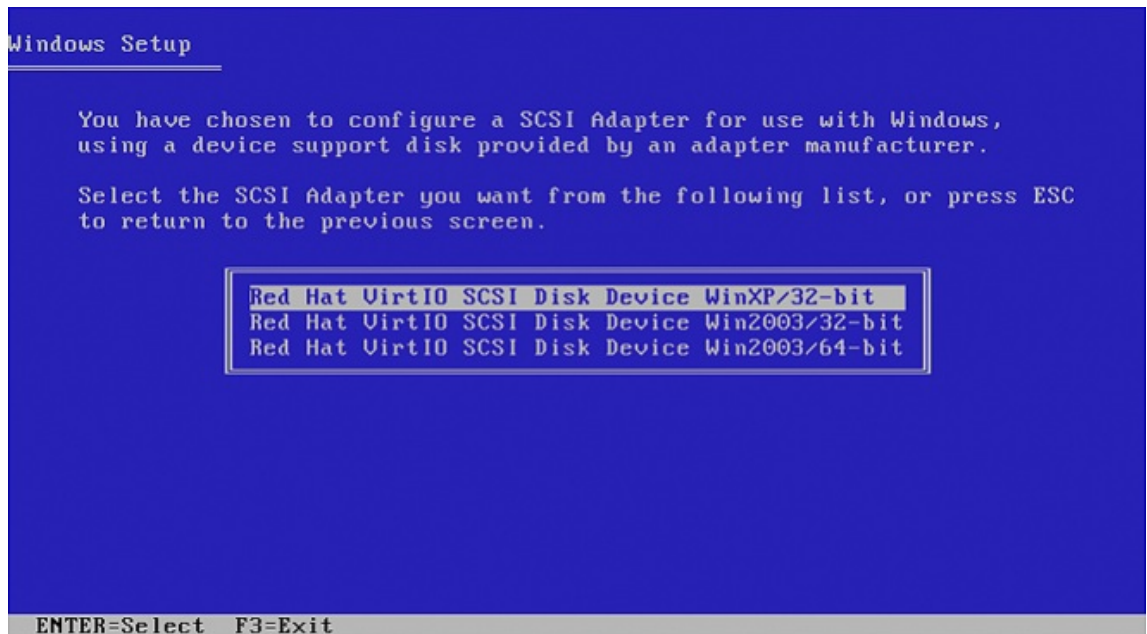 Windows Setup
You have chosen to configure a SCSI Adapter for use with Windows,
using a device support disk provided by an adapter manufacturer.
Select the SCSI Adapter you want from the following list, or press ESC
to return to the previous screen.
Red Hat VirtIO SCSI Disk Device WinXP/32-bit
Red Hat VirtIO SCSI Disk Device Win2003/32-bit
Red Hat VirtIO SCSI Disk Device Win2003/64-bit
ENTER=Select F3=Exit